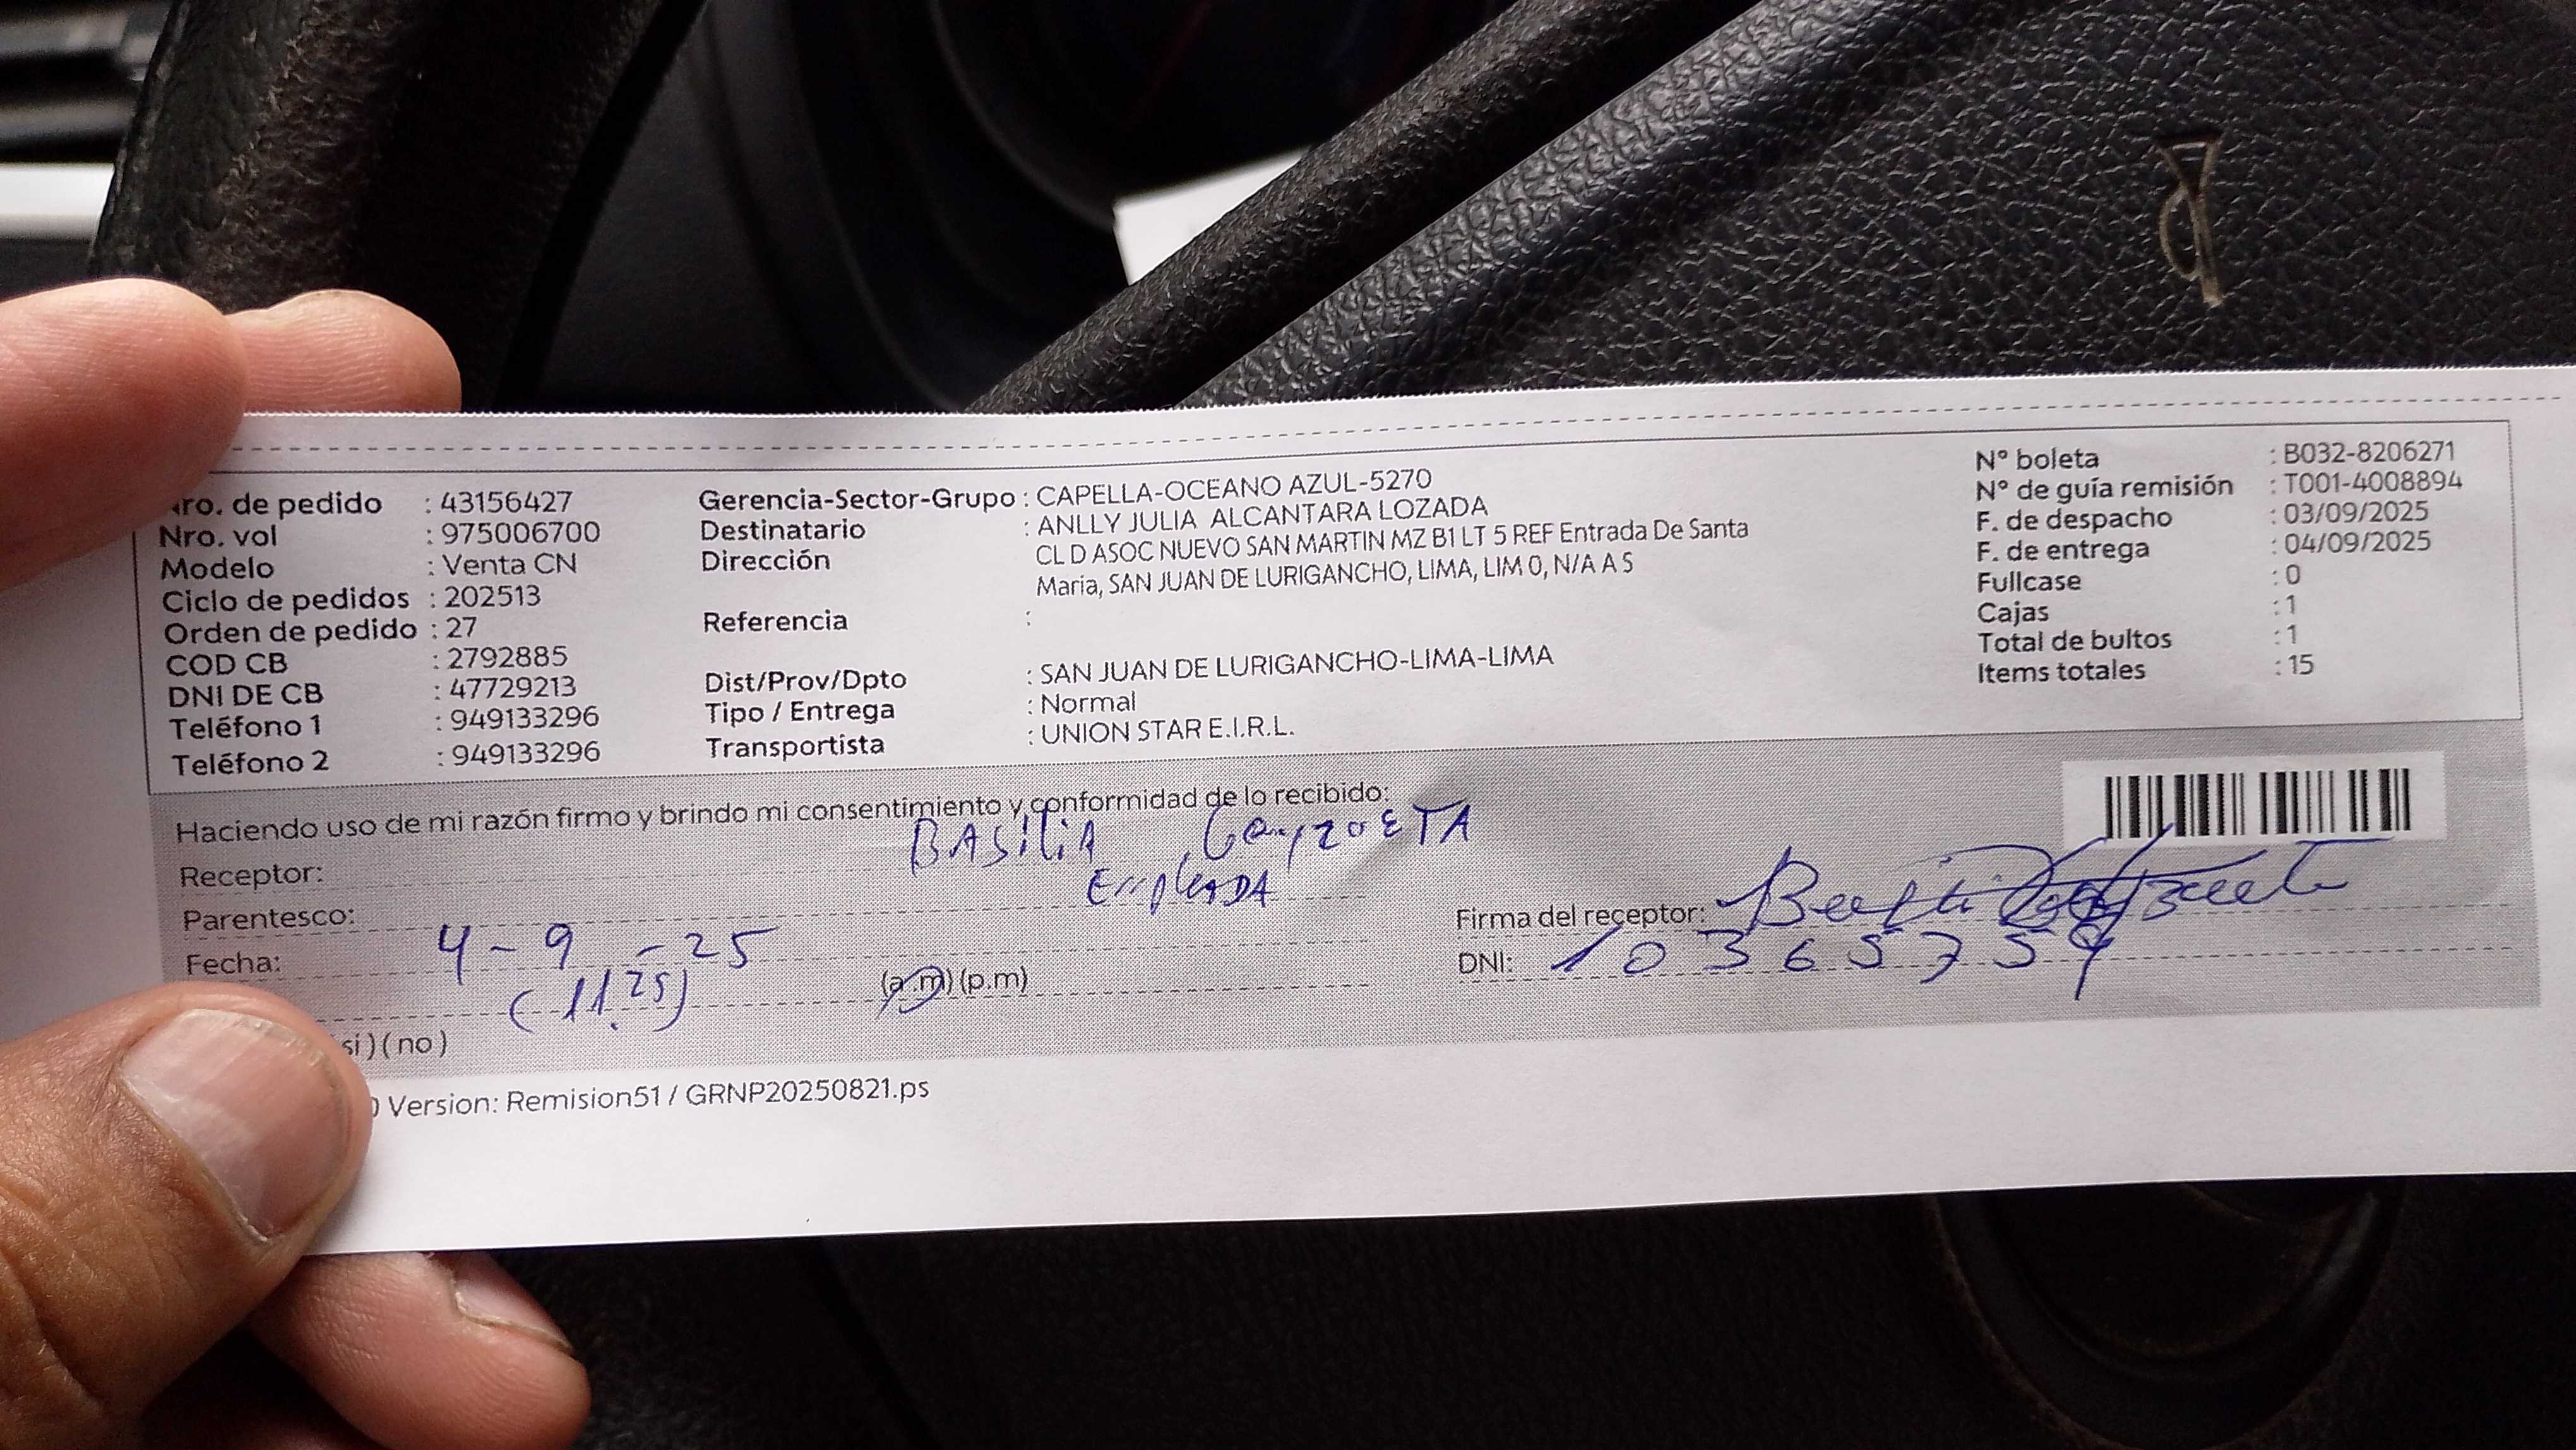 Nro. de pedido : 43156427
Nro. vol : 975006700
Modelo : Venta CN
Ciclo de pedidos : 202513
Orden de pedido : 27
COD CB : 2792885
DNI DE CB : 47729213
Teléfono 1 : 949133296
Teléfono 2 : 949133296
Gerencia-Sector-Grupo : CAPELLA-OCEANO AZUL-5270
Destinatario : ANLLY JULIA ALCANTARA LOZADA
Dirección CL D ASOC NUEVO SAN MARTIN MZ B1 LT 5 REF Entrada De Santa
Maria, SAN JUAN DE LURIGANCHO, LIMA, LIM 0, N/A A S
Referencia :
Dist/Prov/Dpto : SAN JUAN DE LURIGANCHO-LIMA-LIMA
Tipo / Entrega : Normal
Transportista : UNION STAR E.I.R.L.
N° boleta : B032-8206271
N° de guía remisión : T001-4008894
F. de despacho : 03/09/2025
F. de entrega : 04/09/2025
Fullcase : 0
Cajas : 1
Total de bultos : 1
Items totales : 15
Haciendo uso de mi razón firmo y brindo mi consentimiento y conformidad de lo recibido:
Receptor: BASiLiA
Parentesco: EmpleADA
Fecha: 4-9-25
(11.25) (a.m) (p.m)
si ) ( no )
Firma del receptor:
DNI: 10365759
Version: Remision51 / GRNP20250821.ps